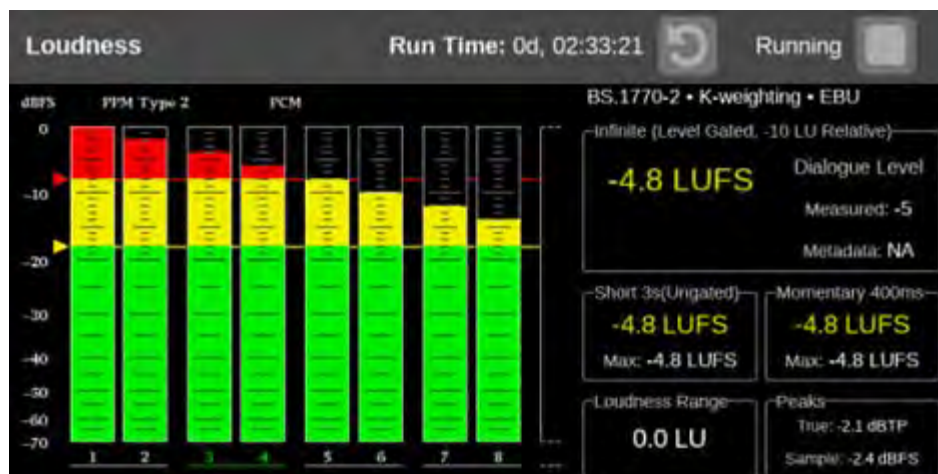 Loudness Run Time: 0d, 02:33:21 Running
dBFS PPM Type 2 PCM
BS.1770-2 • K-weighting • EBU
0
-10
-20
-30
-40
-50
-60
-70
1 2 3 4 5 6 7 8
Infinite (Level Gated, -10 LU Relative)
-4.8 LUFS
Dialogue Level
Measured: -5
Metadata: NA
Short 3s(Ungated)
-4.8 LUFS
Max: -4.8 LUFS
Momentary 400ms
-4.8 LUFS
Max: -4.8 LUFS
Loudness Range
0.0 LU
Peaks
True: -2.1 dBTP
Sample: -2.4 dBFS